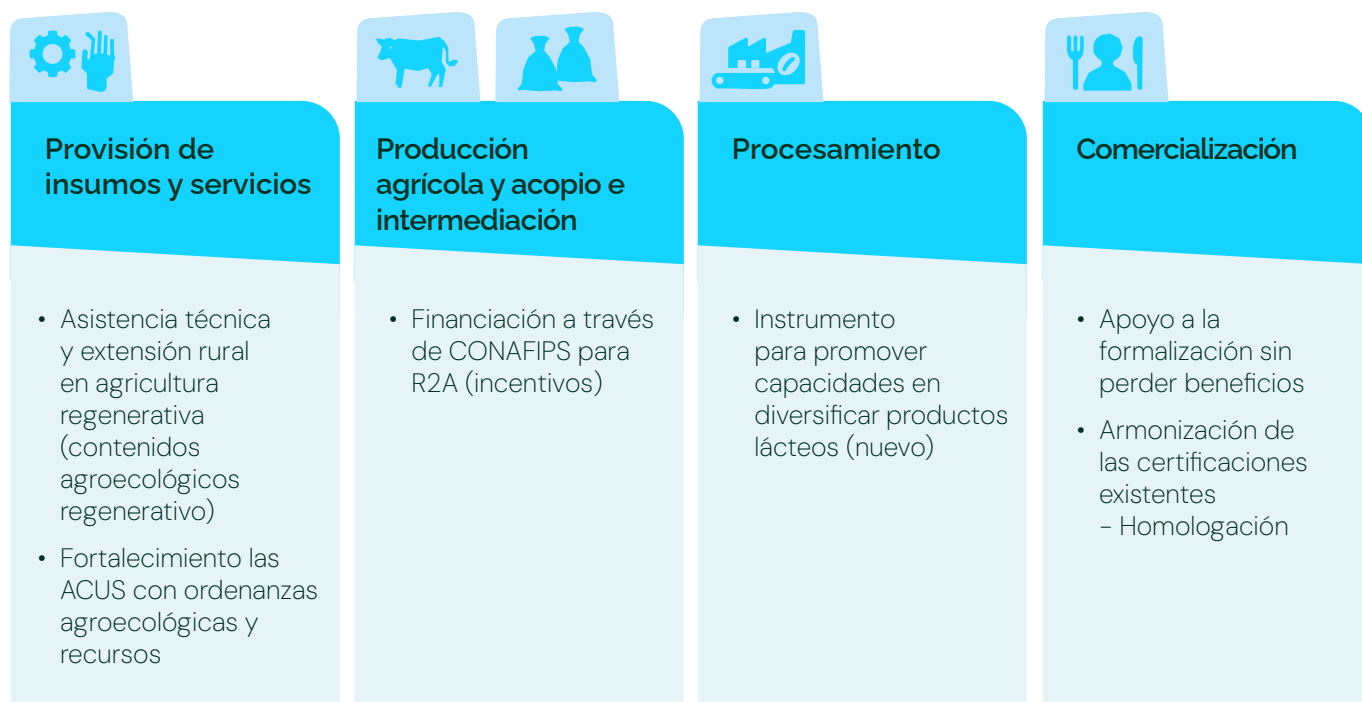 Provisión de
insumos y servicios
• Asistencia técnica
y extensión rural
en agricultura
regenerativa
(contenidos
agroecológicos
regenerativo)
• Fortalecimiento las
ACUS con ordenanzas
agroecológicas y
recursos
Producción
agrícola y acopio e
intermediación
• Financiación a través
de CONAFIPS para
R2A (incentivos)
Procesamiento
• Instrumento
para promover
capacidades en
diversificar productos
lácteos (nuevo)
Comercialización
• Apoyo a la
formalización sin
perder beneficios
• Armonización de
las certificaciones
existentes
– Homologación